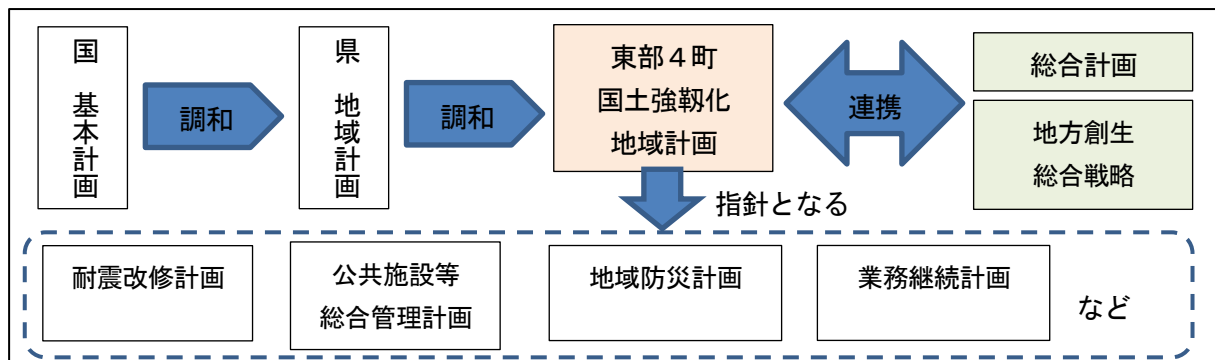 国 基本計画
調和
県 地域計画
調和
東部４町
国土強靱化
地域計画
連携
総合計画
地方創生
総合戦略
指針となる
耐震改修計画
公共施設等
総合管理計画
地域防災計画
業務継続計画
など